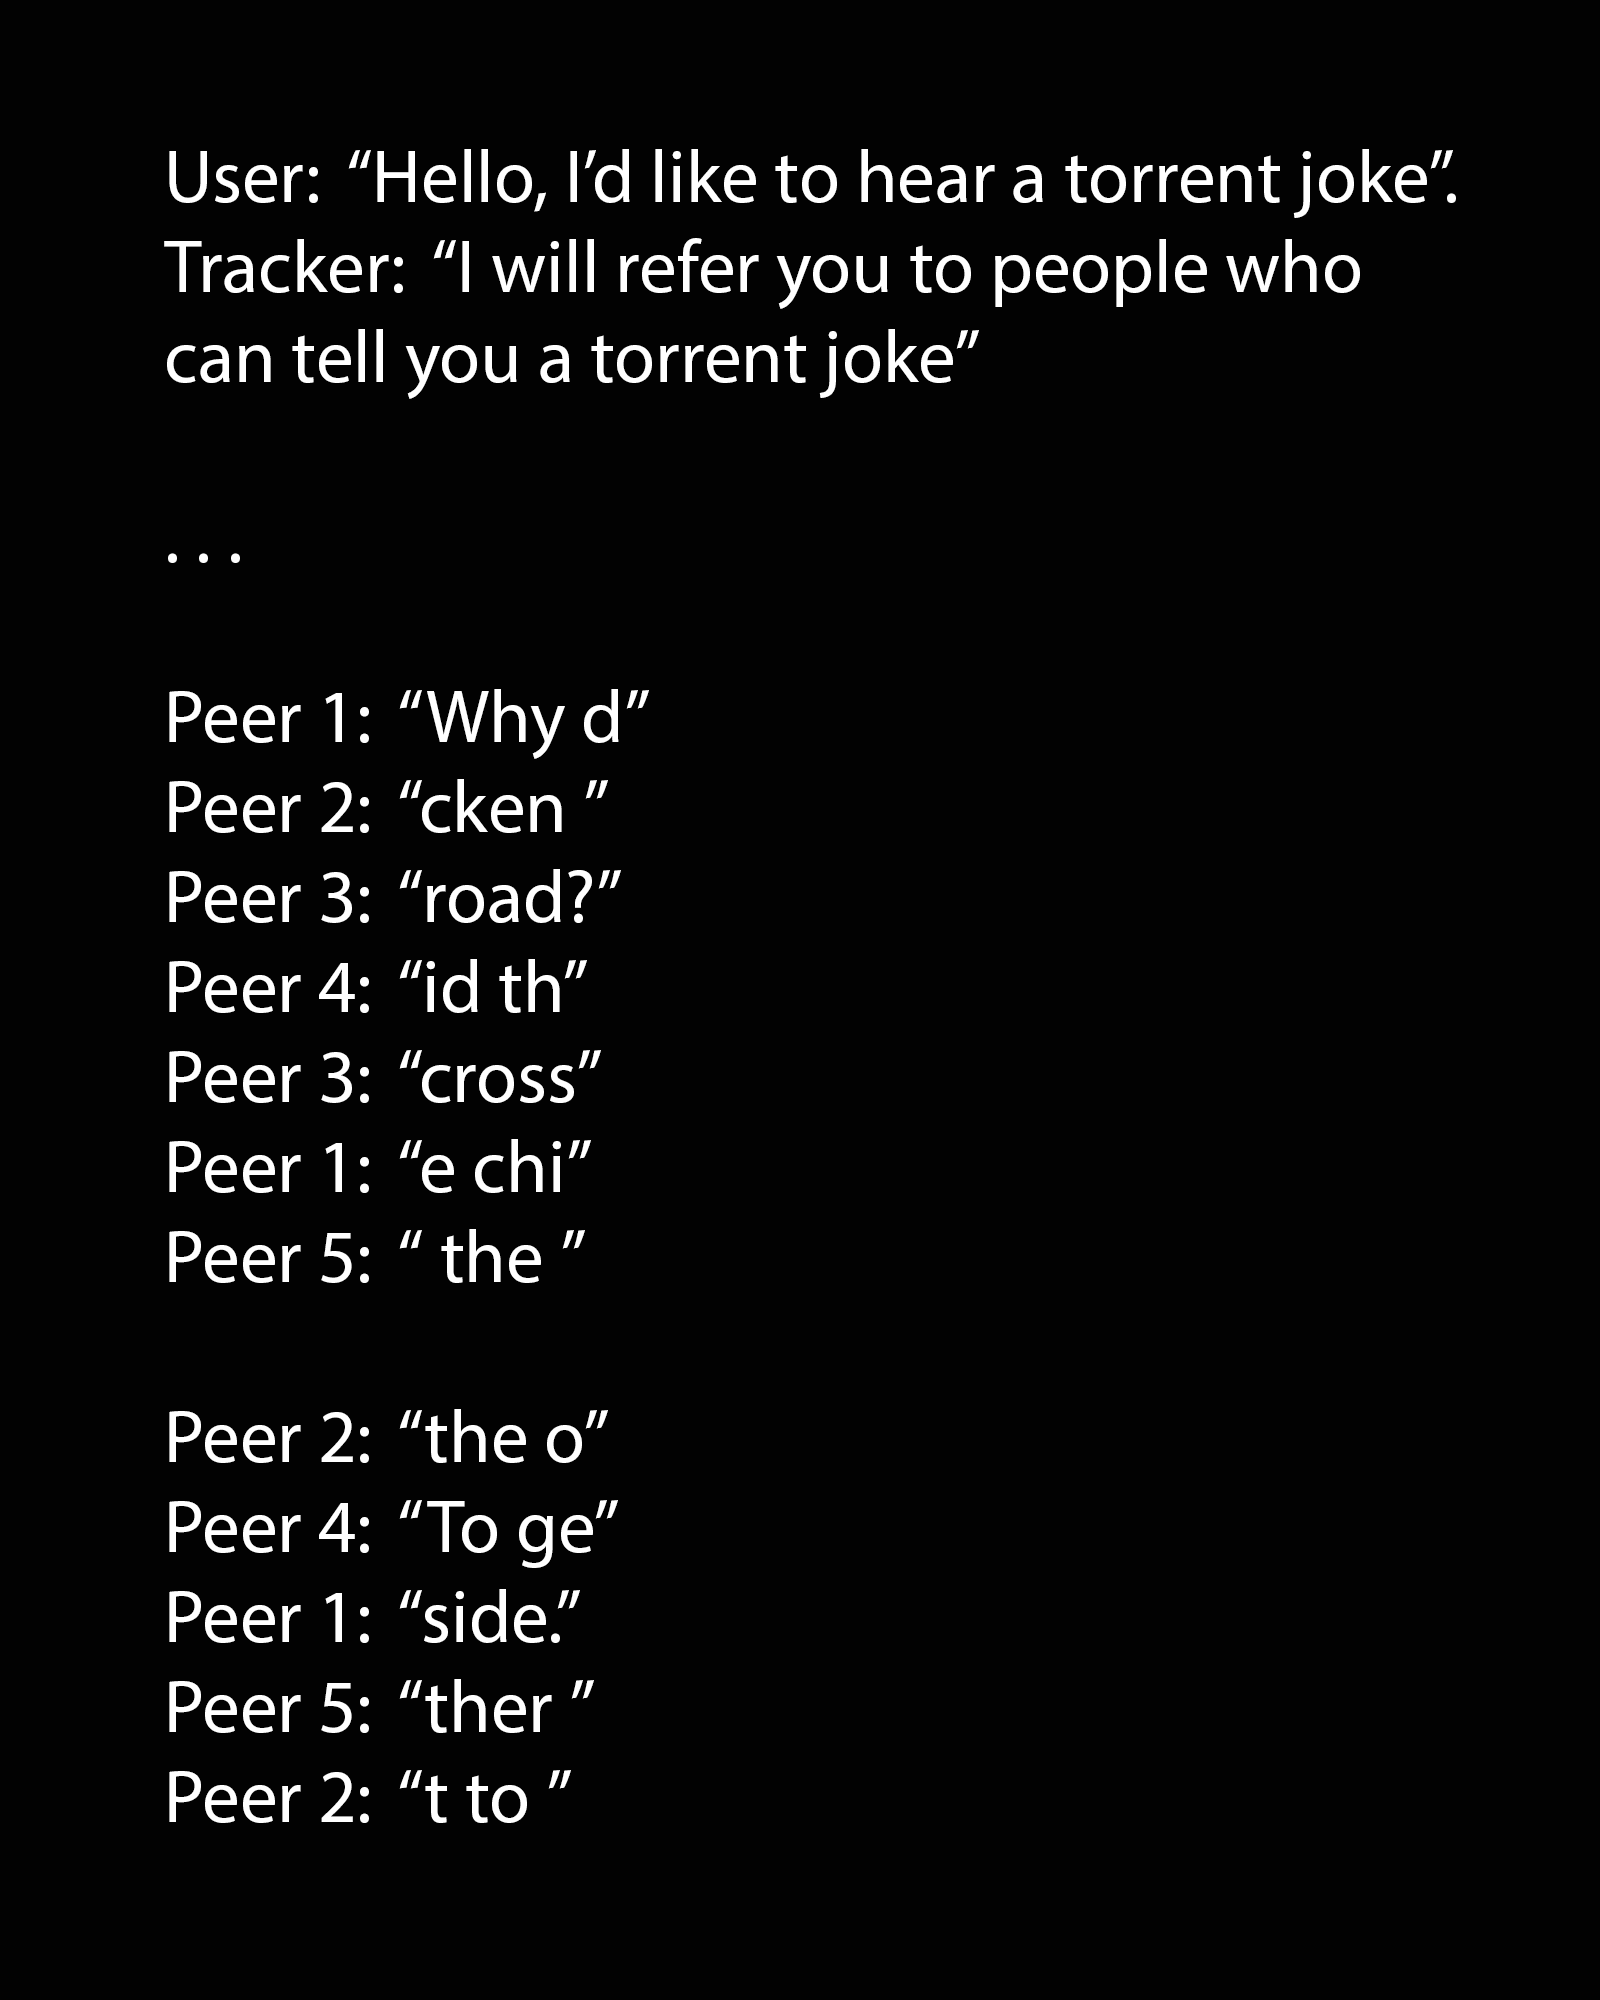 User: “Hello, I’d like to hear a torrent joke”.
Tracker: “I will refer you to people who
can tell you a torrent joke”
. . .
Peer 1: “Why d”
Peer 2: “cken ”
Peer 3: “road?”
Peer 4: “id th”
Peer 3: “cross”
Peer 1: “e chi”
Peer 5: “ the ”
Peer 2: “the o”
Peer 4: “To ge”
Peer 1: “side.”
Peer 5: “ther ”
Peer 2: “t to ”